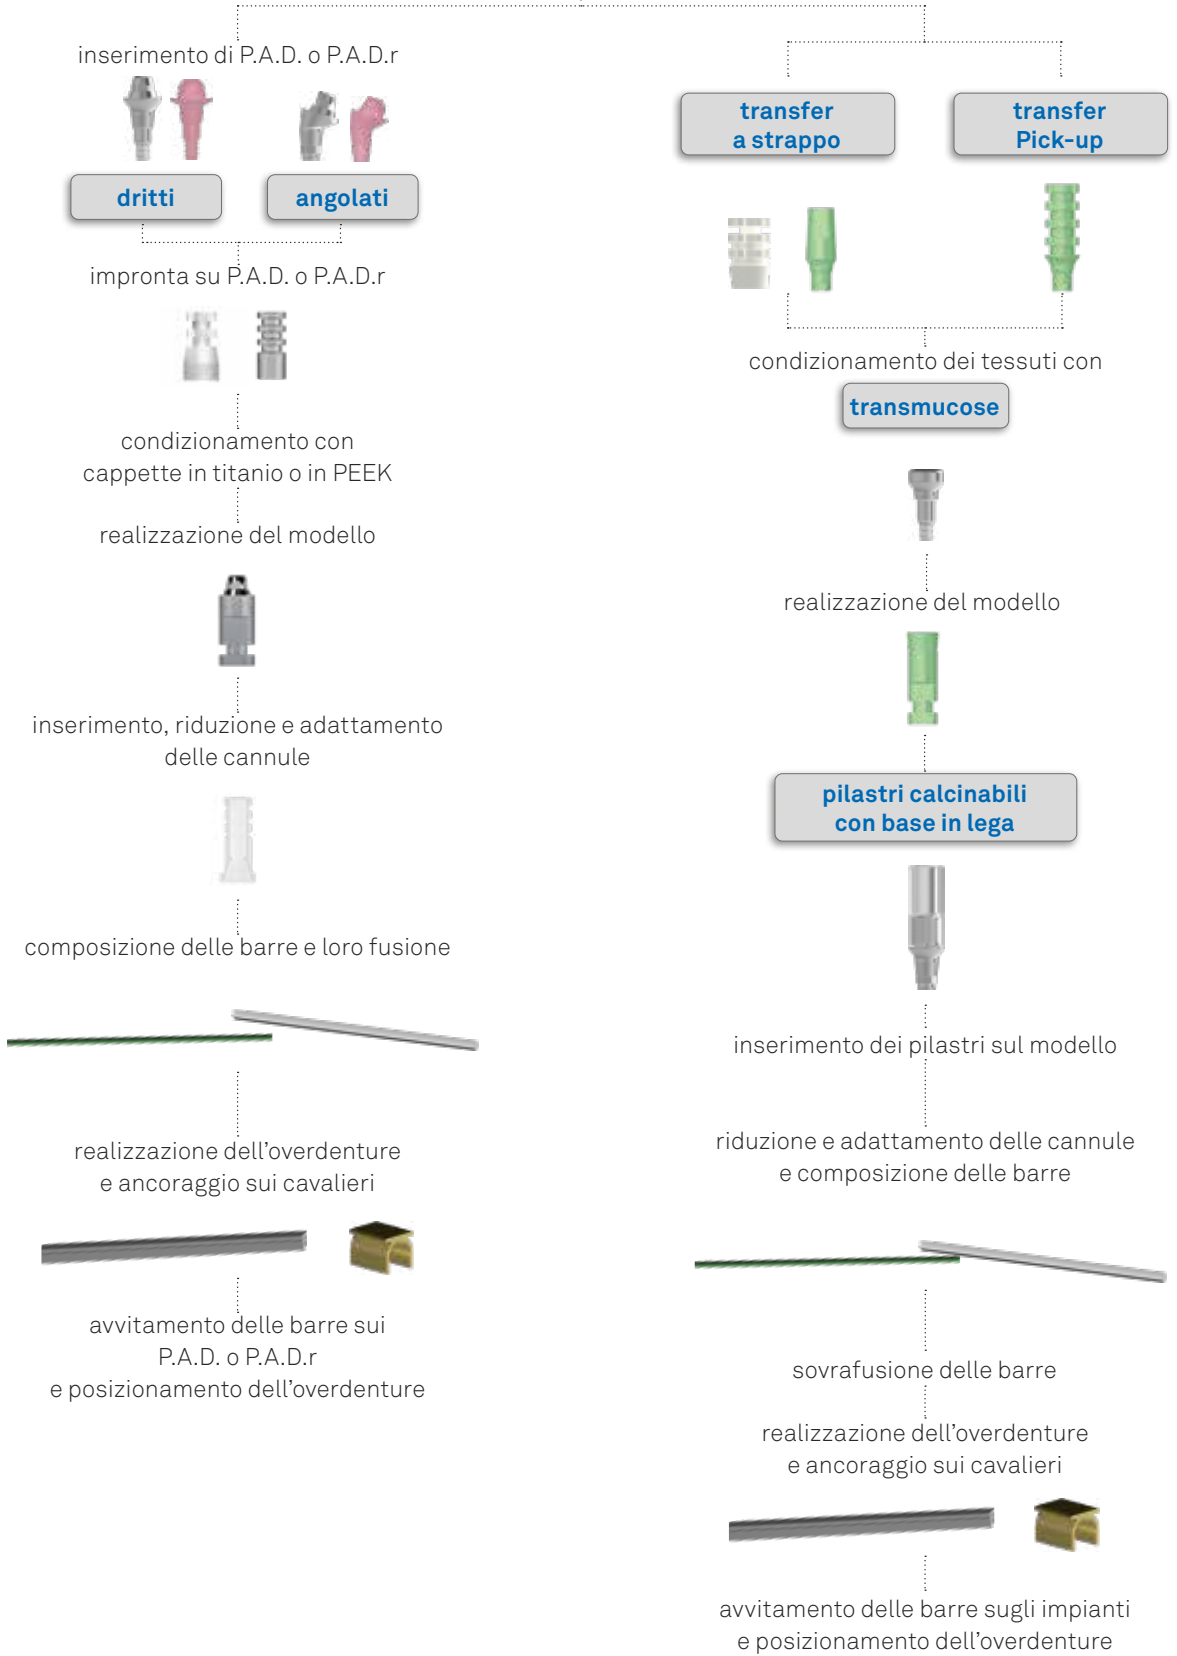 inserimento di P.A.D. o P.A.D.r
dritti
angolati
impronta su P.A.D. o P.A.D.r
condizionamento con
cappette in titanio o in PEEK
realizzazione del modello
inserimento, riduzione e adattamento
delle cannule
composizione delle barre e loro fusione
realizzazione dell’overdenture
e ancoraggio sui cavalieri
avvitamento delle barre sui
P.A.D. o P.A.D.r
e posizionamento dell’overdenture
transfer
a strappo
transfer
Pick-up
condizionamento dei tessuti con
transmucose
realizzazione del modello
pilastri calcinabili
con base in lega
inserimento dei pilastri sul modello
riduzione e adattamento delle cannule
e composizione delle barre
sovrafusione delle barre
realizzazione dell’overdenture
e ancoraggio sui cavalieri
avvitamento delle barre sugli impianti
e posizionamento dell’overdenture